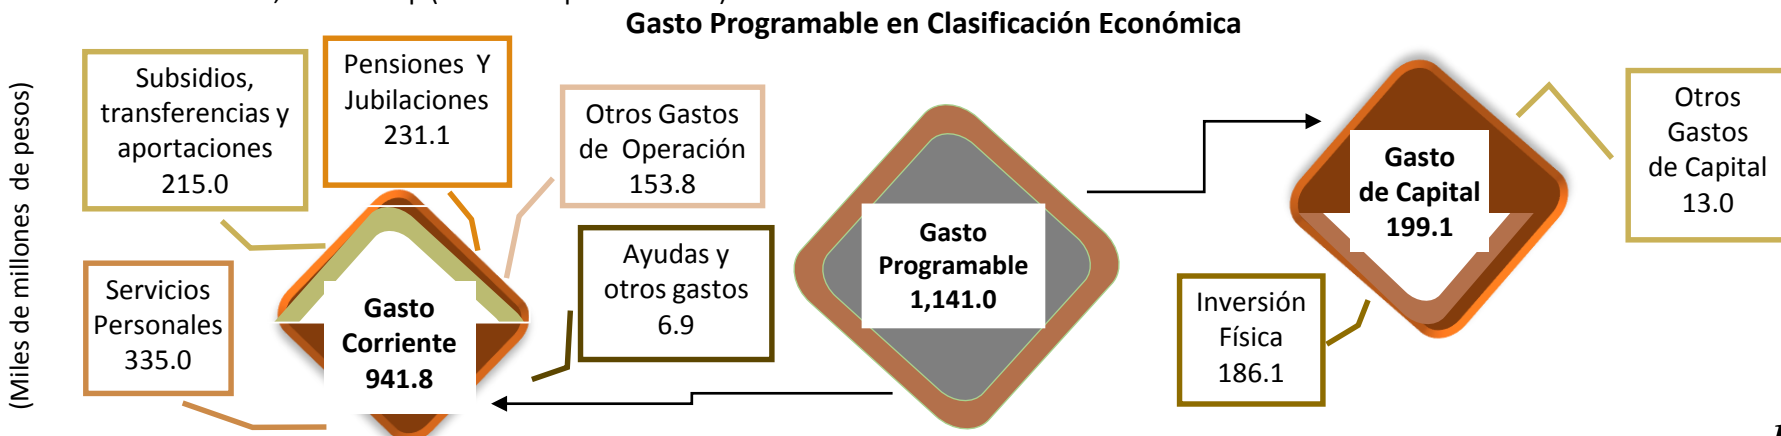 Gasto Programable en Clasificación Económica
(Miles de millones de pesos)
Subsidios,
transferencias y
aportaciones
215.0
Pensiones Y
Jubilaciones
231.1
Otros Gastos
de Operación
153.8
Servicios
Personales
335.0
Gasto
Corriente
941.8
Ayudas y
otros gastos
6.9
Gasto
Programable
1,141.0
Gasto
de Capital
199.1
Inversión
Física
186.1
Otros
Gastos
de Capital
13.0